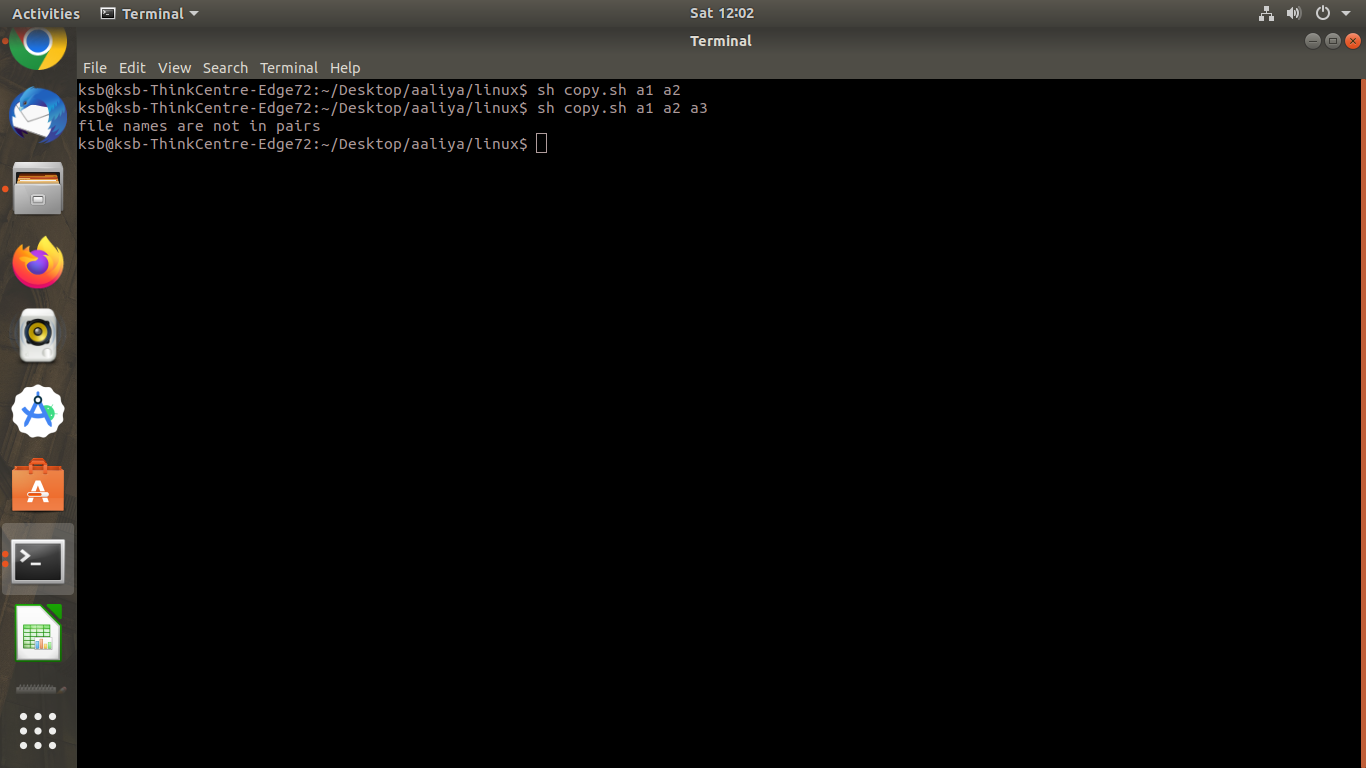 Activities Terminal Sat 12:02
Terminal
File Edit View Search Terminal Help
ksb@ksb-ThinkCentre-Edge72:~/Desktop/aaliya/linux$ sh copy.sh a1 a2
ksb@ksb-ThinkCentre-Edge72:~/Desktop/aaliya/linux$ sh copy.sh a1 a2 a3
file names are not in pairs
ksb@ksb-ThinkCentre-Edge72:~/Desktop/aaliya/linux$